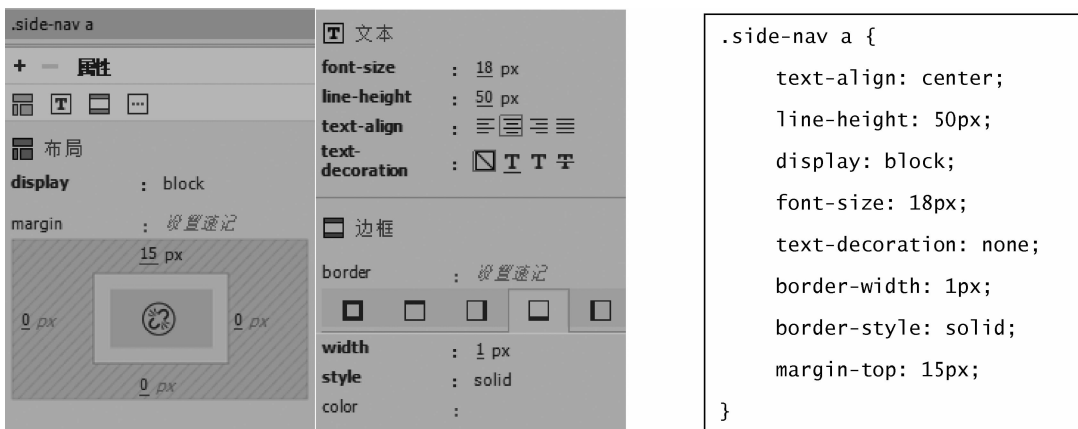 .side-nav a
+ − 属性
T ...
布局
display : block
margin : 设置速记
15 px
0 px
0 px
0 px
T 文本
font-size : 18 px
line-height : 50 px
text-align :
text-
decoration : T T T
边框
border : 设置速记
width : 1 px
style : solid
color :
.side-nav a {
text-align: center;
line-height: 50px;
display: block;
font-size: 18px;
text-decoration: none;
border-width: 1px;
border-style: solid;
margin-top: 15px;
}